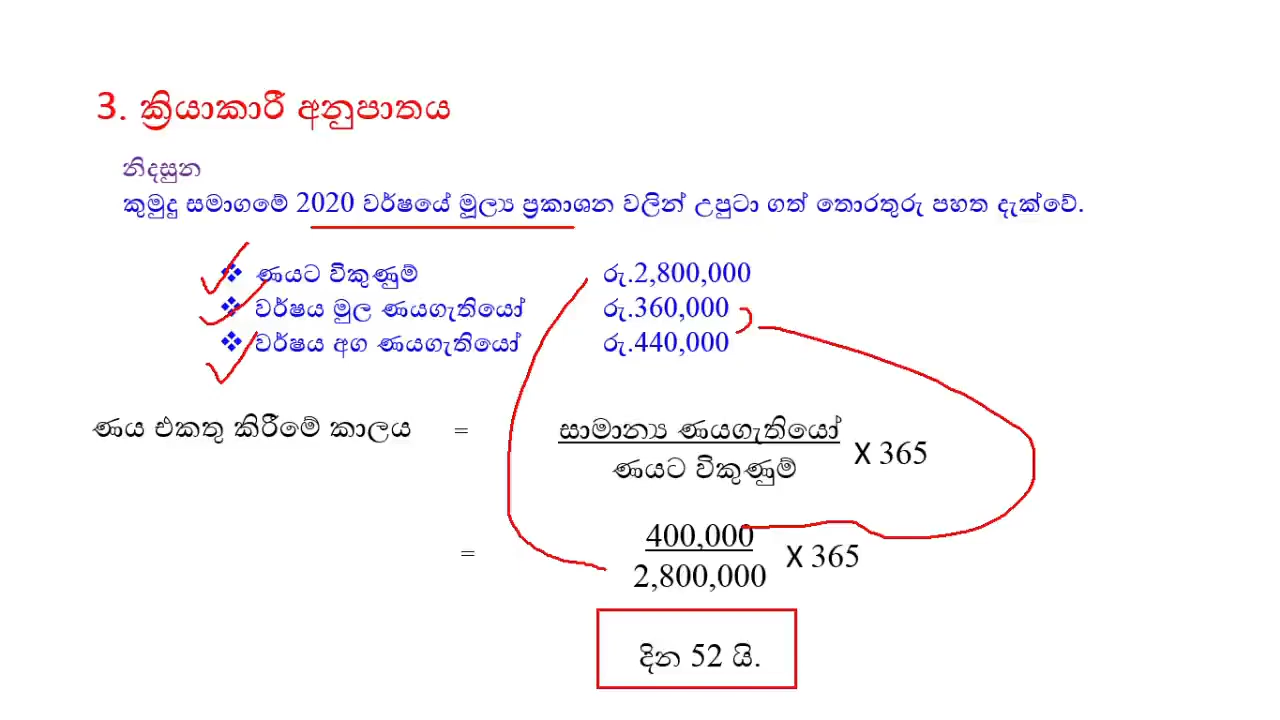 3. ක්‍රියාකාරී අනුපාතය
නිදසුන
කුමුදු සමාගමේ 2020 වර්ෂයේ මූල්‍ය ප්‍රකාශන වලින් උපුටා ගත් තොරතුරු පහත දැක්වේ.
❖ ණයට විකුණුම් රු.2,800,000
❖ වර්ෂය මුල ණයගැතියෝ රු.360,000
❖ වර්ෂය අග ණයගැතියෝ රු.440,000
ණය එකතු කිරීමේ කාලය = සාමාන්‍ය ණයගැතියෝ
ණයට විකුණුම් X 365
= 400,000
2,800,000 X 365
දින 52 යි.